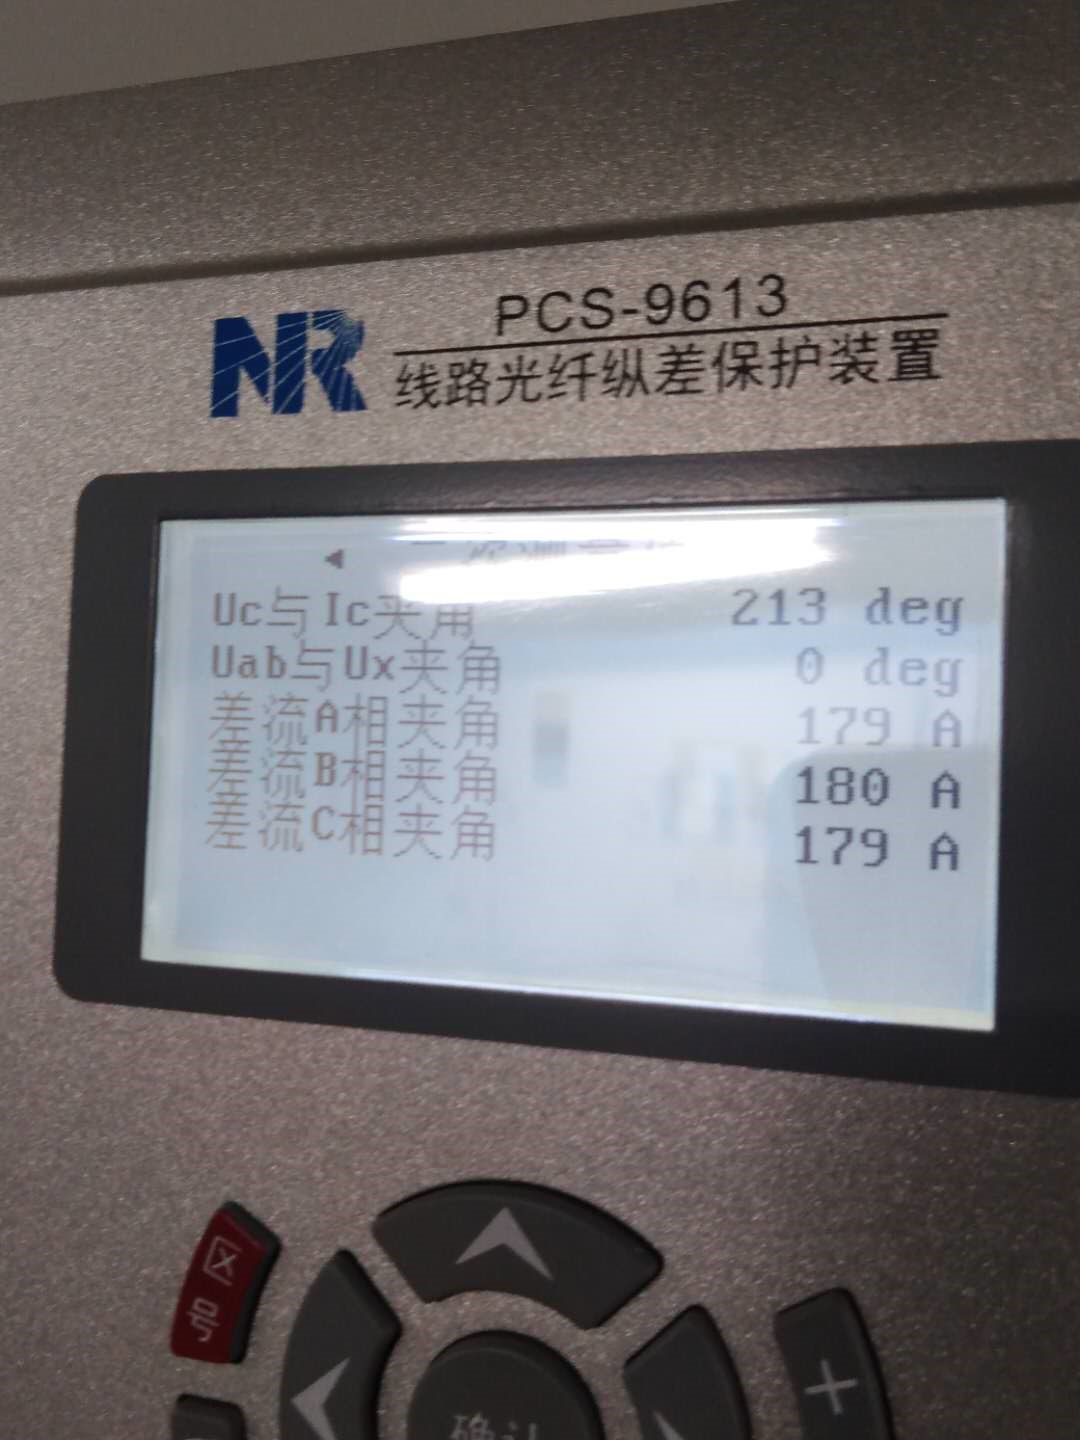 NR
PCS-9613
线路光纤纵差保护装置
Uc与Ic夹角 213 deg
Uab与Ux夹角 0 deg
差流A相夹角 179 A
差流B相夹角 180 A
差流C相夹角 179 A
区号
+